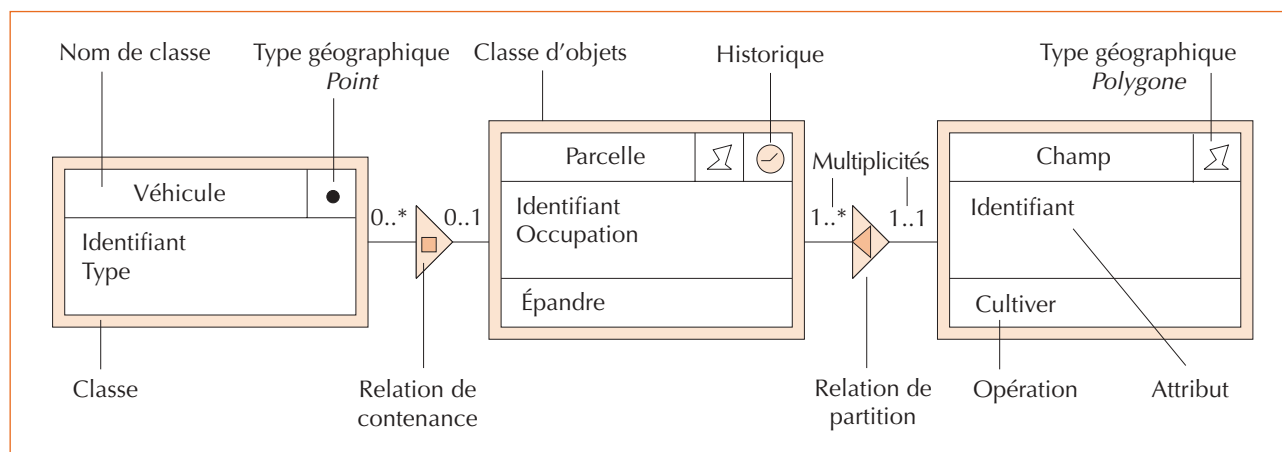 Nom de classe
Type géographique
Point
Classe d’objets
Historique
Type géographique
Polygone
Véhicule
Identifiant
Type
0..*
0..1
Parcelle
Identifiant
Occupation
Épandre
Multiplicités
1..*
1..1
Champ
Identifiant
Cultiver
Classe
Relation de
contenance
Relation de
partition
Opération
Attribut